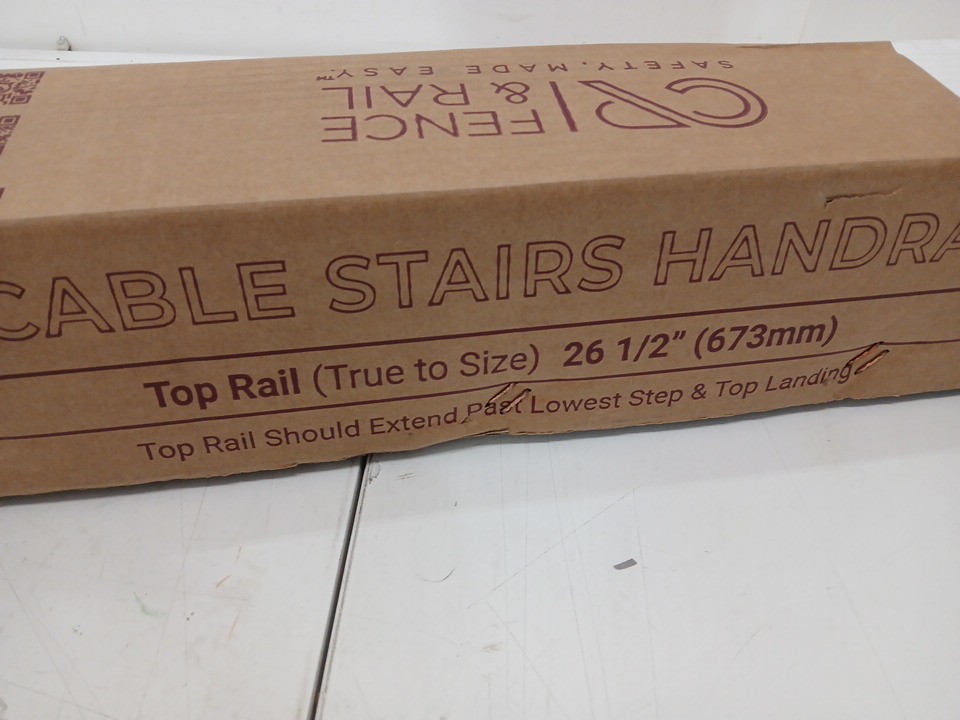 SAFETY. MADE EASY.™
FENCE
& RAIL
CABLE STAIRS HANDRA
Top Rail (True to Size) 26 1/2” (673mm)
Top Rail Should Extend Past Lowest Step & Top Landing